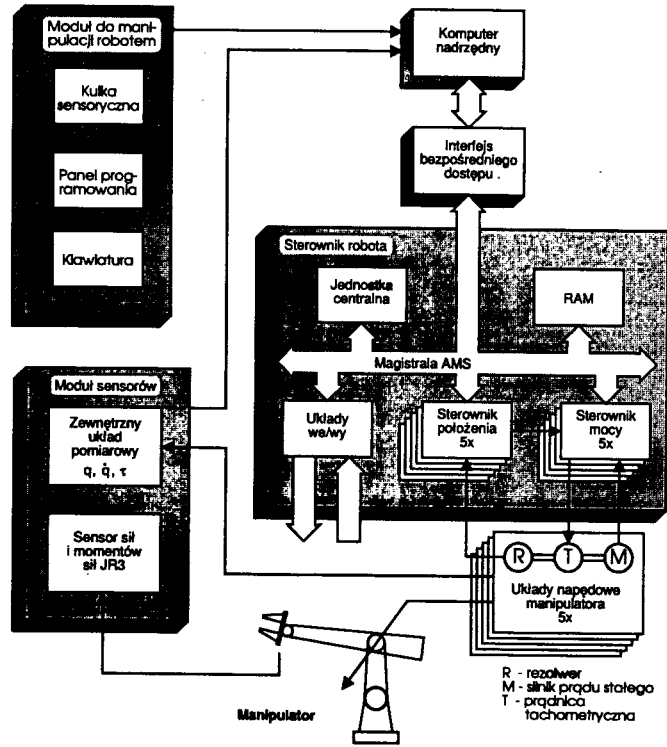 Moduł do mani-
pulacji robotem
Kulka
sensoryczna
Panel prog-
ramowania
Klawiatura
Komputer
nadrzędny
Interfejs
bezpośredniego
dostępu
Sterownik robota
Jednostka
centralna
RAM
Magistrala AMS
Układy
we/wy
Sterownik
położenia
5x
Sterownik
mocy
5x
Moduł sensorów
Zewnętrzny
układ
pomiarowy
q, q̇, τ
Sensor sił
i momentów
sił JR3
R
T
M
Układy napędowe
manipulatora
5x
R - rezolwer
M - silnik prądu stałego
T - prądnica
tachometryczna
Manipulator